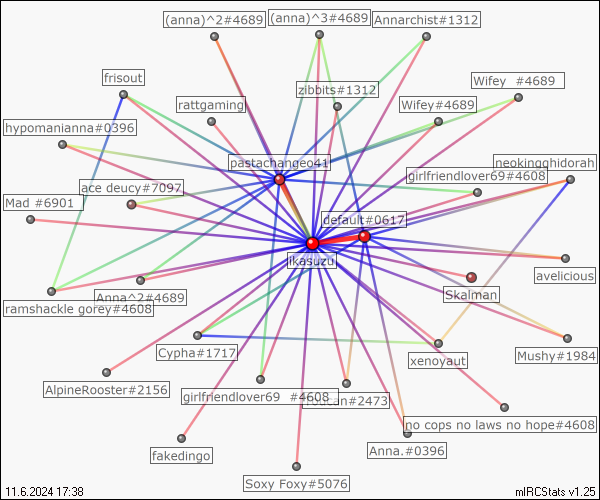 (anna)^2#4689
(anna)^3#4689
Annarchist#1312
frisout
zibbits#1312
Wifey  #4689
rattgaming
Wifey#4689
hypomanianna#0396
pastachangeo41
neokingghidorah
girlfriendlover69#4608
ace deucy#7097
Mad #6901
default#0617
ikasuzu
avelicious
Skalman
Anna^2#4689
ramshackle gorey#4608
Cypha#1717
xenoyaut
Mushy#1984
AlpineRooster#2156
girlfriendlover69  #4608
#2473
no cops no laws no hope#4608
Anna.#0396
fakedingo
Soxy Foxy#5076
11.6.2024 17:38
mIRCStats v1.25